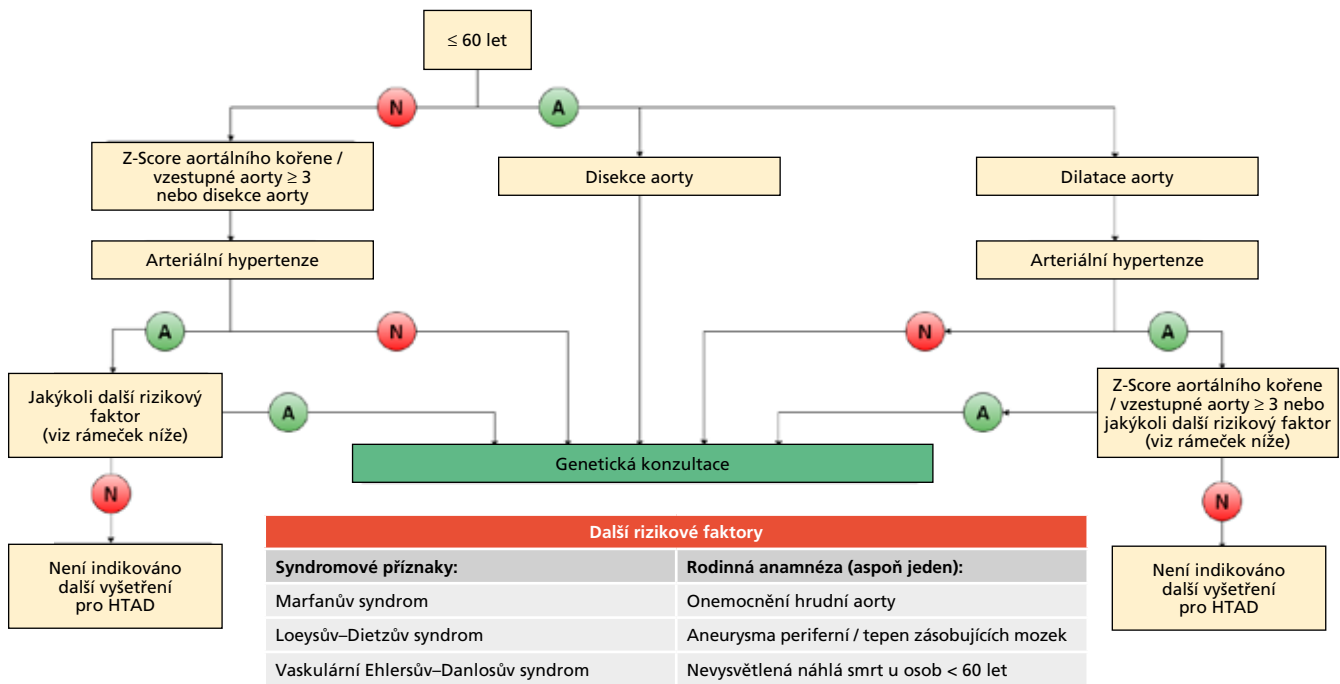 ≤ 60 let
N
A
Z-Score aortálního kořene /
vzestupné aorty ≥ 3
nebo disekce aorty
Disekce aorty
Dilatace aorty
Arteriální hypertenze
Arteriální hypertenze
A
N
N
A
Jakýkoli další rizikový
faktor
(viz rámeček níže)
A
A
Z-Score aortálního kořene
/ vzestupné aorty ≥ 3 nebo
jakýkoli další rizikový faktor
(viz rámeček níže)
Genetická konzultace
N
N
Není indikováno
další vyšetření
pro HTAD
Není indikováno
další vyšetření
pro HTAD
Další rizikové faktory
Syndromové příznaky: Rodinná anamnéza (aspoň jeden):
Marfanův syndrom Onemocnění hrudní aorty
Loeysův–Dietzův syndrom Aneurysma periferní / tepen zásobujících mozek
Vaskulární Ehlersův–Danlosův syndrom Nevysvětlená náhlá smrt u osob < 60 let